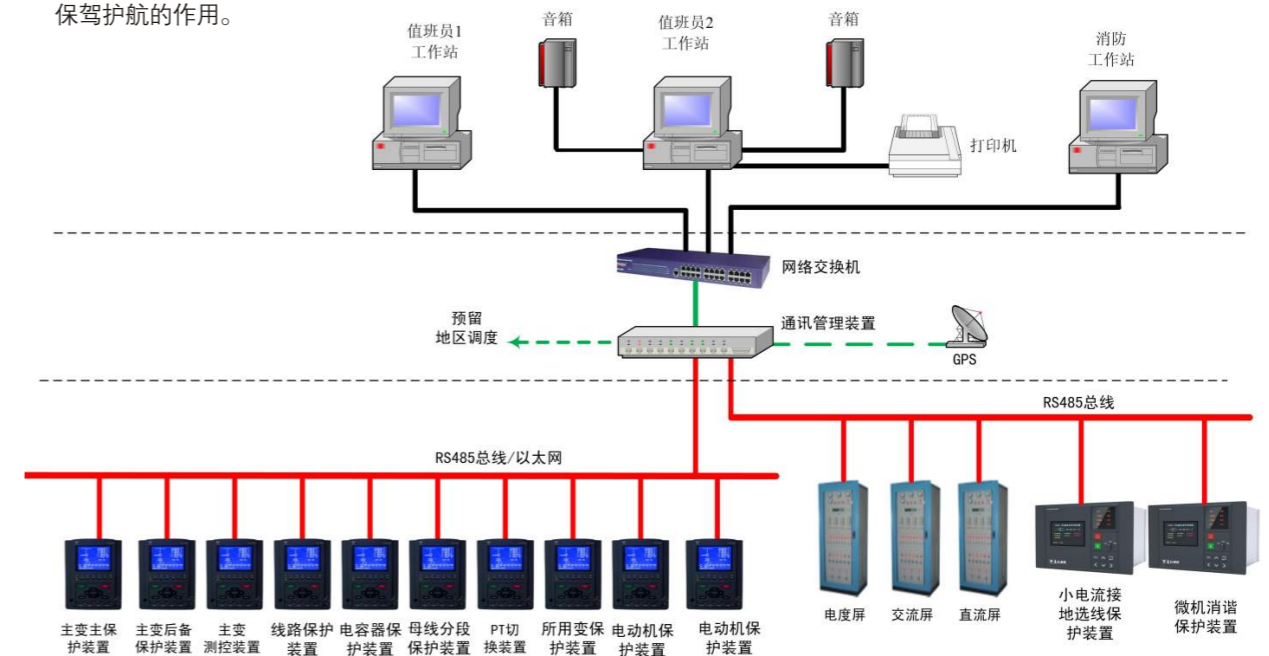 保驾护航的作用。
值班员1
工作站
音箱
值班员2
工作站
音箱
消防
工作站
打印机
网络交换机
预留
地区调度
通讯管理装置
GPS
RS485总线
RS485总线/以太网
主变主保
护装置
主变后备
保护装置
主变
测控装置
线路保护
装置
电容器保
护装置
母线分段
保护装置
PT切
换装置
所用变保
护装置
电动机保
护装置
电动机保
护装置
电度屏
交流屏
直流屏
小电流接
地选线保
护装置
微机消谐
保护装置